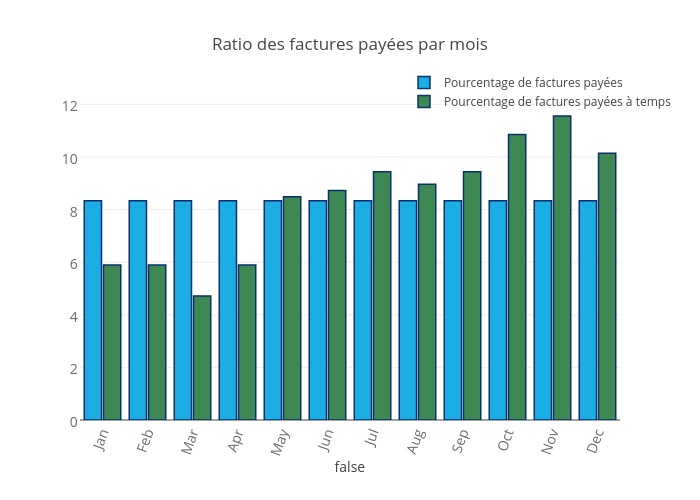 Ratio des factures payées par mois
Pourcentage de factures payées
Pourcentage de factures payées à temps
12
10
8
6
4
2
0
Jan
Feb
Mar
Apr
May
Jun
Jul
Aug
Sep
Oct
Nov
Dec
false